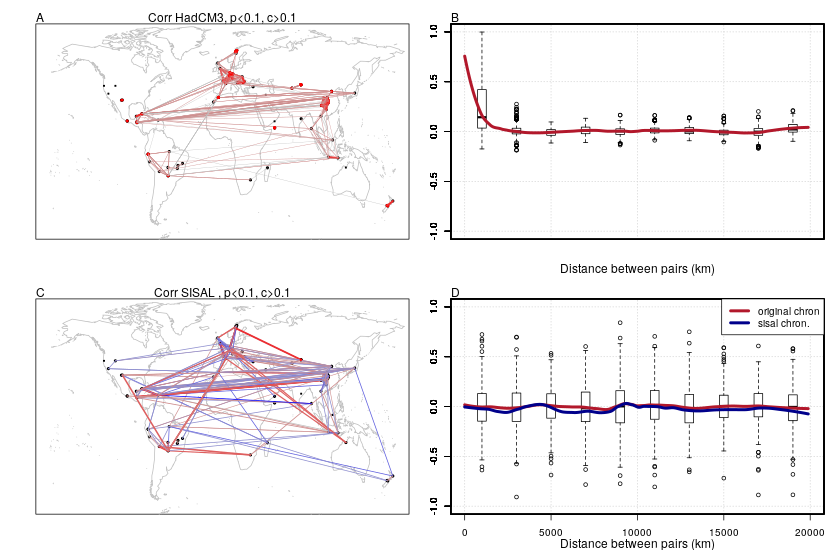 A
Corr HadCM3, p<0.1, c>0.1
B
1.0
0.5
0.0
-0.5
-1.0
Distance between pairs (km)
C
Corr SISAL , p<0.1, c>0.1
D
original chron
sisal chron.
1.0
0.5
0.0
-0.5
-1.0
0
5000
10000
15000
20000
Distance between pairs (km)